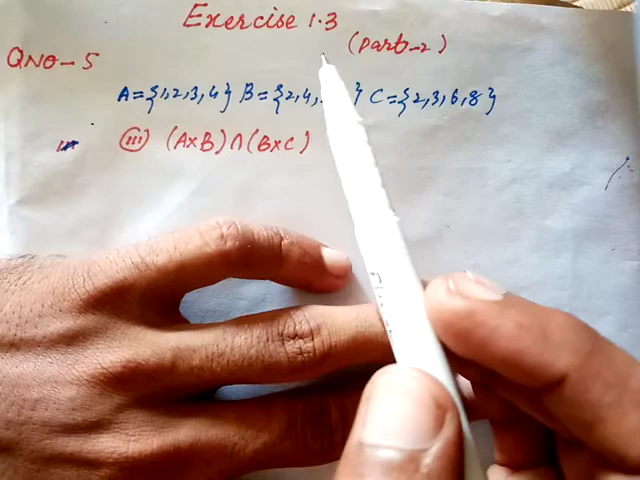 Exercise 1.3
(Part-2)
QNO-5
A={1,2,3,4} B={2,4, } C={2,3,6,8}
(iii) (A×B)∩(B×C)